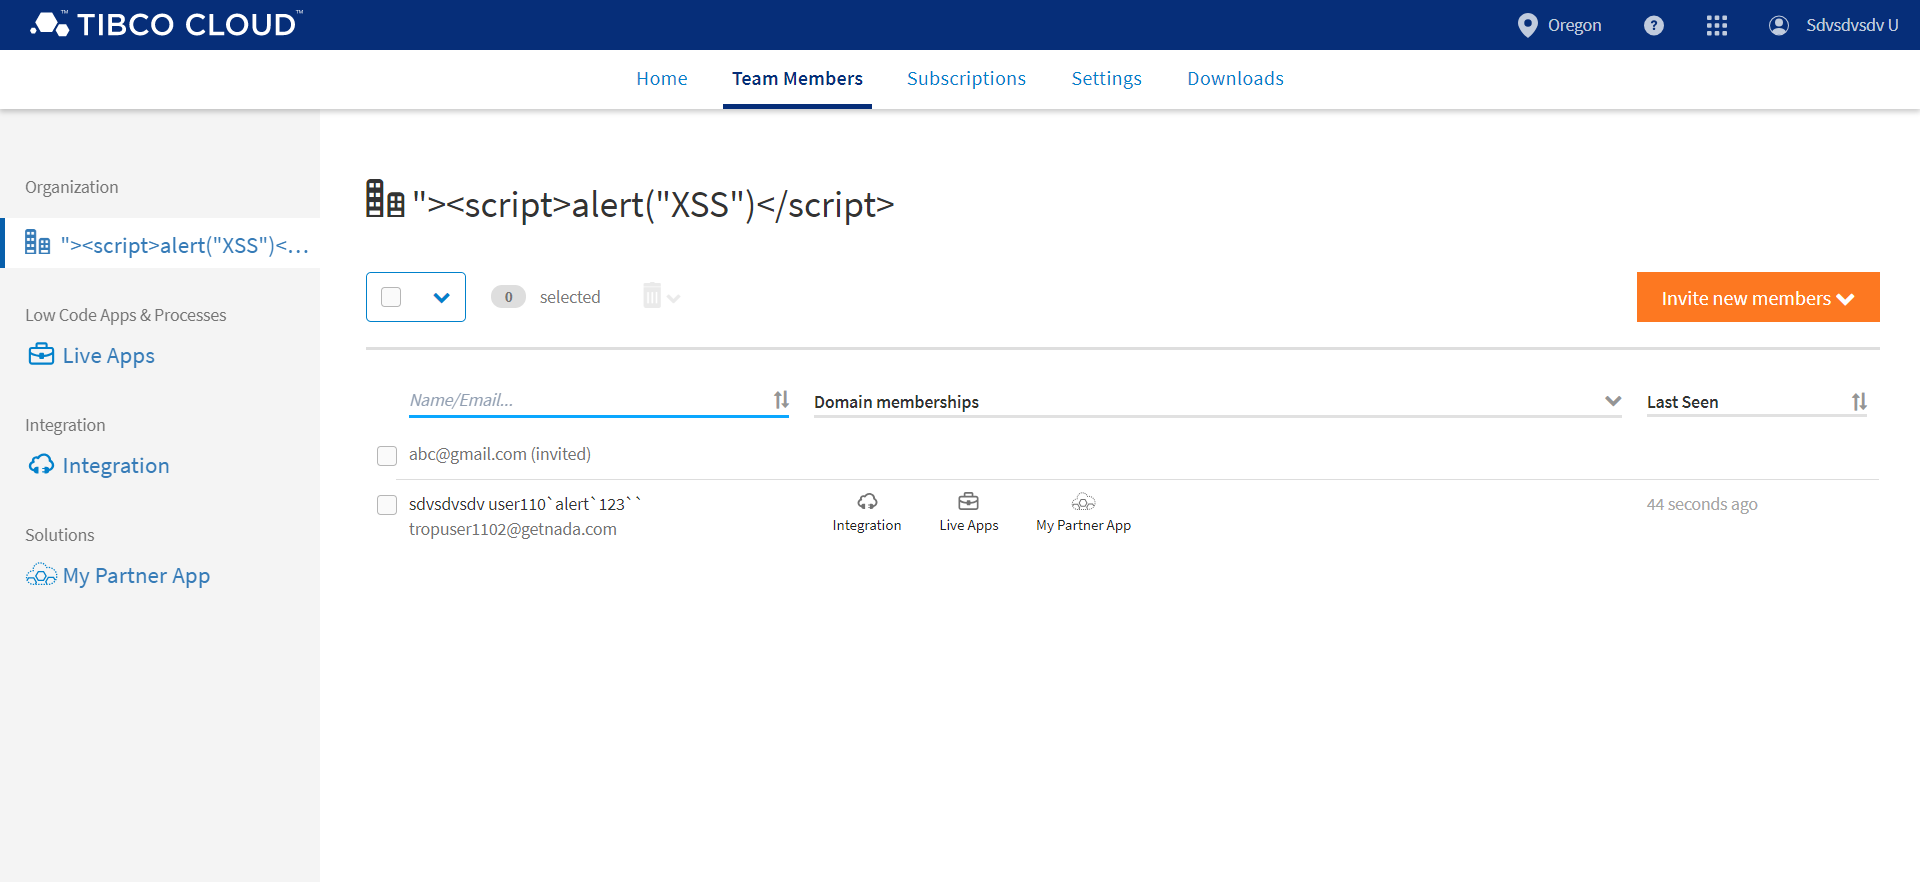 TIBCO CLOUD™
Oregon
?
Sdvsdvsdv U
Home
Team Members
Subscriptions
Settings
Downloads
Organization
"><script>alert("XSS")<...
Low Code Apps & Processes
Live Apps
Integration
Integration
Solutions
My Partner App
"><script>alert("XSS")</script>
0 selected
Invite new members
Name/Email...
Domain memberships
Last Seen
abc@gmail.com (invited)
sdvsdvsdv user110`alert`123``
tropuser1102@getnada.com
Integration
Live Apps
My Partner App
44 seconds ago